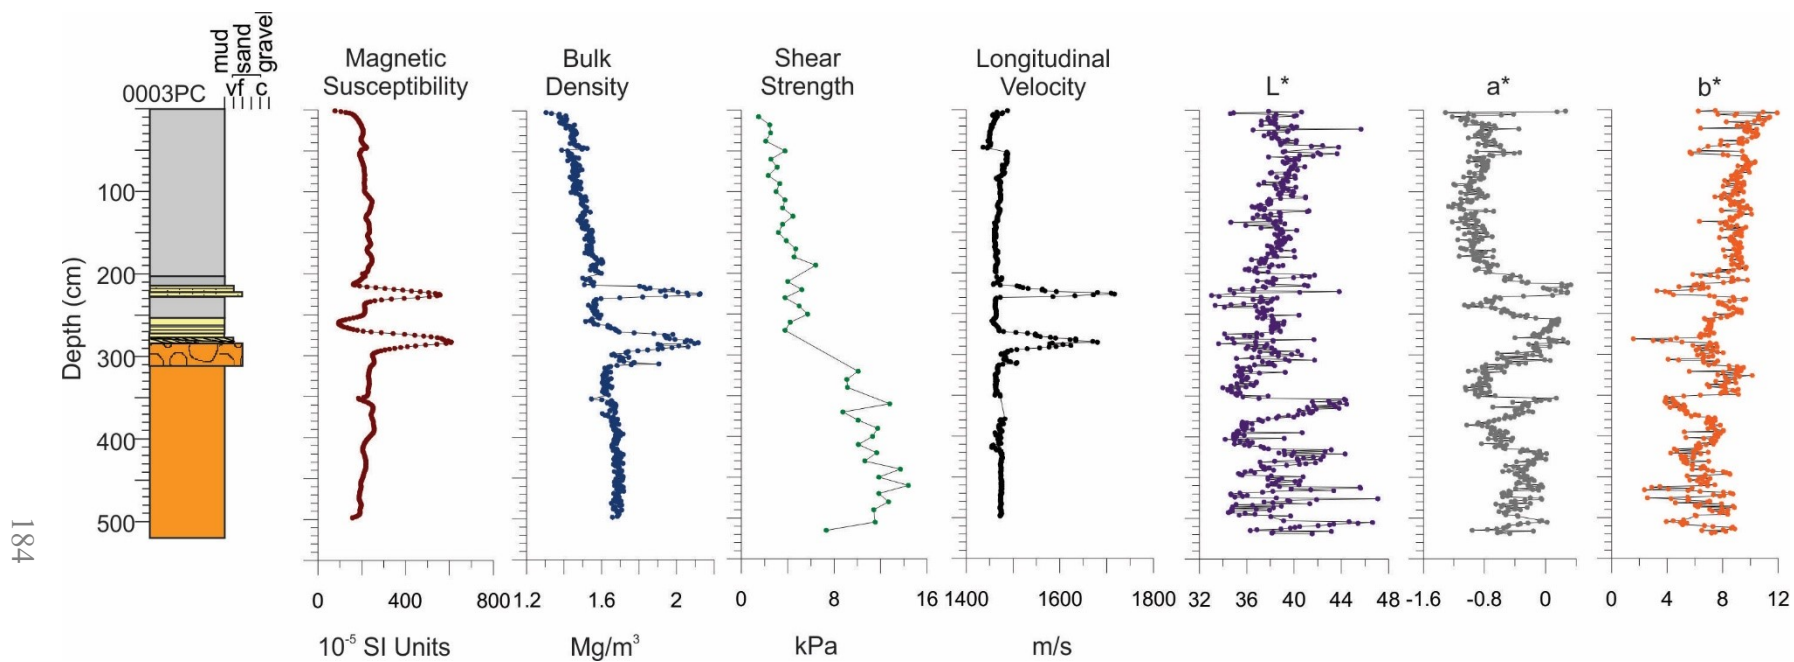 mud
sand
gravel
vf
c
0003PC
Magnetic
Susceptibility
Bulk
Density
Shear
Strength
Longitudinal
Velocity
L*
a*
b*
Depth (cm)
100
200
300
400
500
0 400 800
1.2 1.6 2
0 8 16
1400 1600 1800
32 36 40 44 48
-1.6 -0.8 0
0 4 8 12
10⁻⁵ SI Units
Mg/m³
kPa
m/s
184